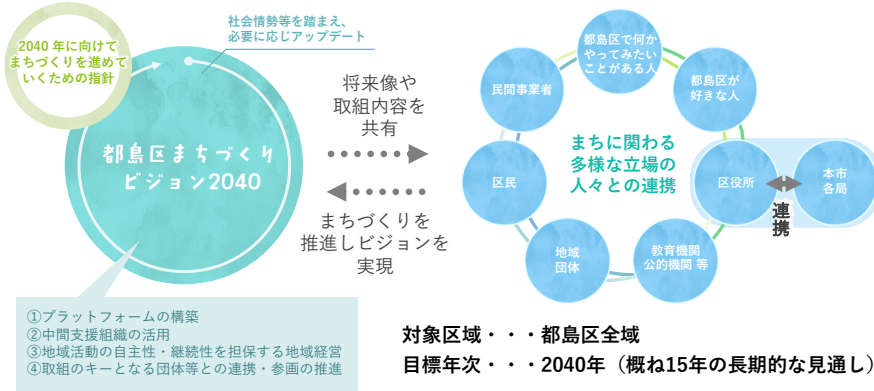 2040年に向けて
まちづくりを進めて
いくための指針
社会情勢等を踏まえ、
必要に応じアップデート
都島区まちづくり
ビジョン2040
①プラットフォームの構築
②中間支援組織の活用
③地域活動の自主性・継続性を担保する地域経営
④取組のキーとなる団体等との連携・参画の推進
将来像や
取組内容を
共有
まちづくりを
推進しビジョンを
実現
都島区で何か
やってみたい
ことがある人
民間事業者
都島区が
好きな人
まちに関わる
多様な立場の
人々との連携
区民
区役所
本市
各局
連携
地域
団体
教育機関
公的機関 等
対象区域・・・都島区全域
目標年次・・・2040年（概ね15年の長期的な見通し）